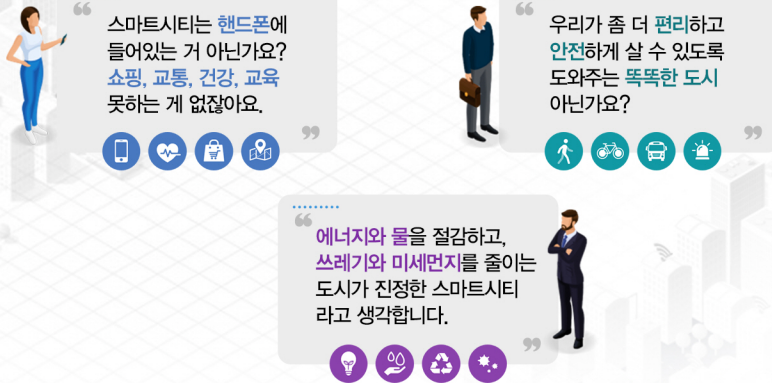 스마트시티는 핸드폰에
들어있는 거 아닌가요?
쇼핑, 교통, 건강, 교육
못하는 게 없잖아요.
우리가 좀 더 편리하고
안전하게 살 수 있도록
도와주는 똑똑한 도시
아닌가요?
에너지와 물을 절감하고,
쓰레기와 미세먼지를 줄이는
도시가 진정한 스마트시티
라고 생각합니다.